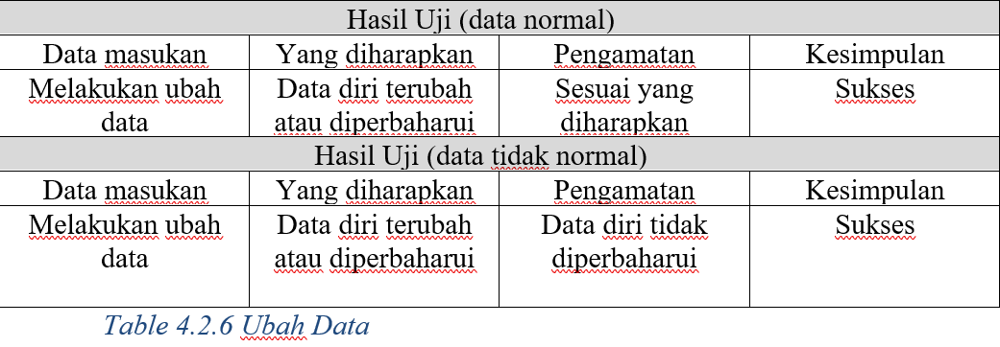 Hasil Uji (data normal)
Data masukan Yang diharapkan Pengamatan Kesimpulan
Melakukan ubah data Data diri terubah atau diperbaharui Sesuai yang diharapkan Sukses
Hasil Uji (data tidak normal)
Data masukan Yang diharapkan Pengamatan Kesimpulan
Melakukan ubah data Data diri terubah atau diperbaharui Data diri tidak diperbaharui Sukses
Table 4.2.6 Ubah Data